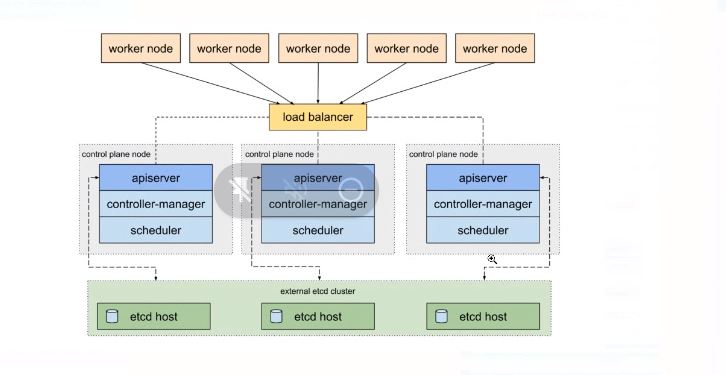 worker node worker node worker node worker node worker node
load balancer
control plane node control plane node control plane node
apiserver apiserver apiserver
controller-manager controller-manager controller-manager
scheduler scheduler scheduler
external etcd cluster
etcd host etcd host etcd host